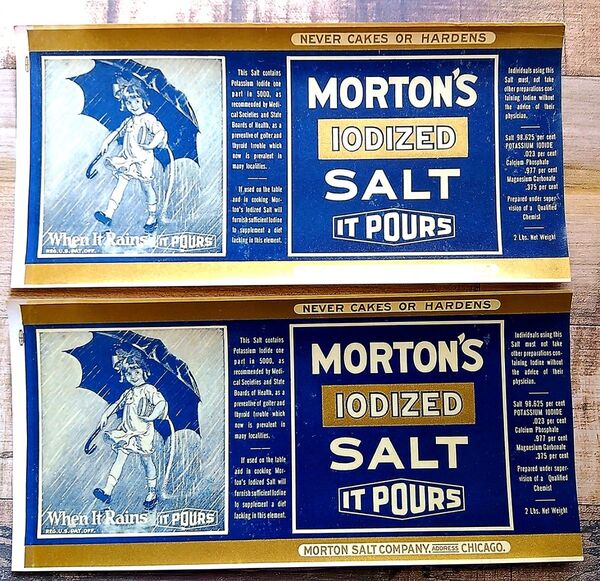 NEVER CAKES OR HARDENS
When It Rains IT POURS
REG. U.S. PAT. OFF.
This Salt contains
Potassium Iodide one
part in 5000, as
recommended by Medi-
cal Societies and State
Boards of Health, as a
preventive of goiter and
thyroid trouble which
now is prevalent in
many localities.
If used on the table
and in cooking Mor-
ton's Iodized Salt will
furnish sufficient Iodine
to supplement a diet
lacking in this element.
MORTON'S
IODIZED
SALT
IT POURS
Individuals using this
Salt must not take
other preparations con-
taining Iodine without
the advice of their
physician.
Salt 98.625 per cent
POTASSIUM IODIDE
.023 per cent
Calcium Phosphate
.977 per cent
Magnesium Carbonate
.375 per cent
Prepared under super-
vision of a Qualified
Chemist
2 Lbs. Net Weight
NEVER CAKES OR HARDENS
When It Rains IT POURS
REG. U.S. PAT. OFF.
This Salt contains
Potassium Iodide one
part in 5000, as
recommended by Medi-
cal Societies and State
Boards of Health, as a
preventive of goiter and
thyroid trouble which
now is prevalent in
many localities.
If used on the table
and in cooking Mor-
ton's Iodized Salt will
furnish sufficient Iodine
to supplement a diet
lacking in this element.
MORTON'S
IODIZED
SALT
IT POURS
Individuals using this
Salt must not take
other preparations con-
taining Iodine without
the advice of their
physician.
Salt 98.625 per cent
POTASSIUM IODIDE
.023 per cent
Calcium Phosphate
.977 per cent
Magnesium Carbonate
.375 per cent
Prepared under super-
vision of a Qualified
Chemist
2 Lbs. Net Weight
MORTON SALT COMPANY. ADDRESS CHICAGO.